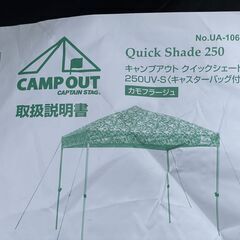 No.UA-106
Quick Shade 250
キャンプアウト クイックシェード
250UV-S<キャスターバッグ付
カモフラージュ
CAMP OUT
CAPTAIN STAG
取扱説明書